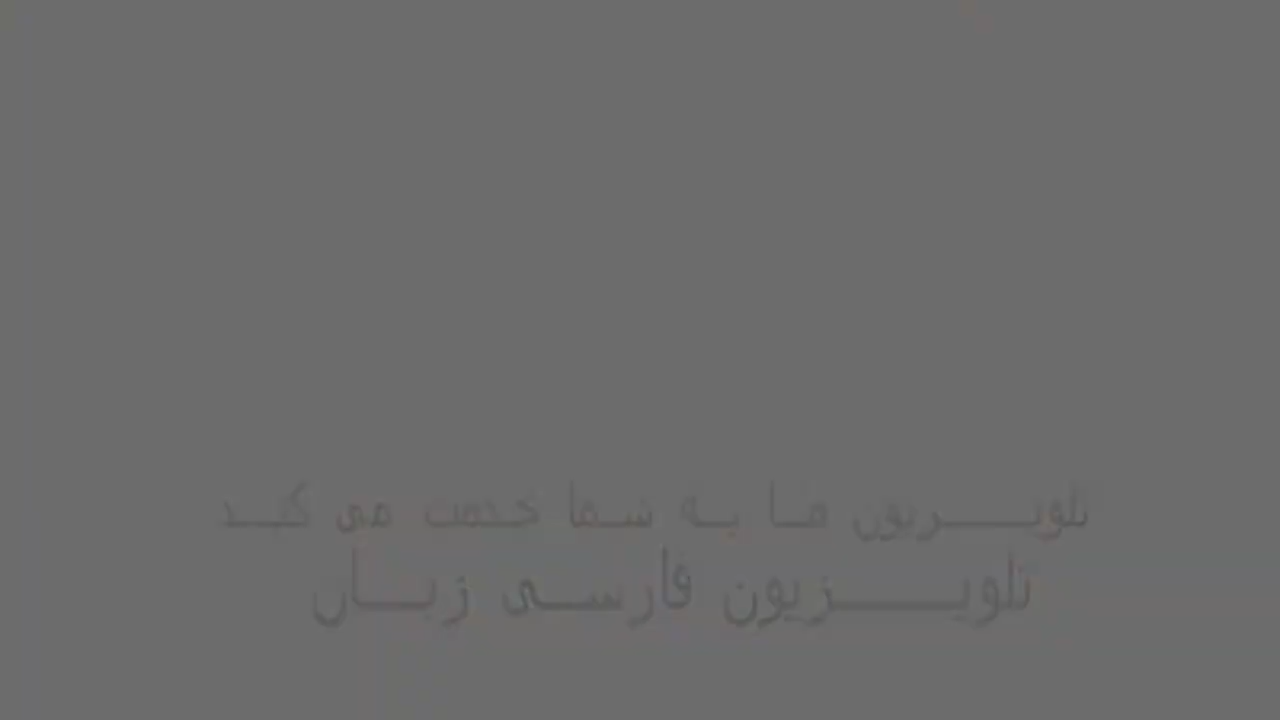 تلویزیون ما به شما خدمت می کند
تلویزیون فارسی زبان